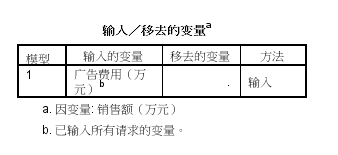 输入／移去的变量a
模型 输入的变量 移去的变量 方法
1 广告费用（万元）b . 输入
a. 因变量: 销售额（万元）
b. 已输入所有请求的变量。